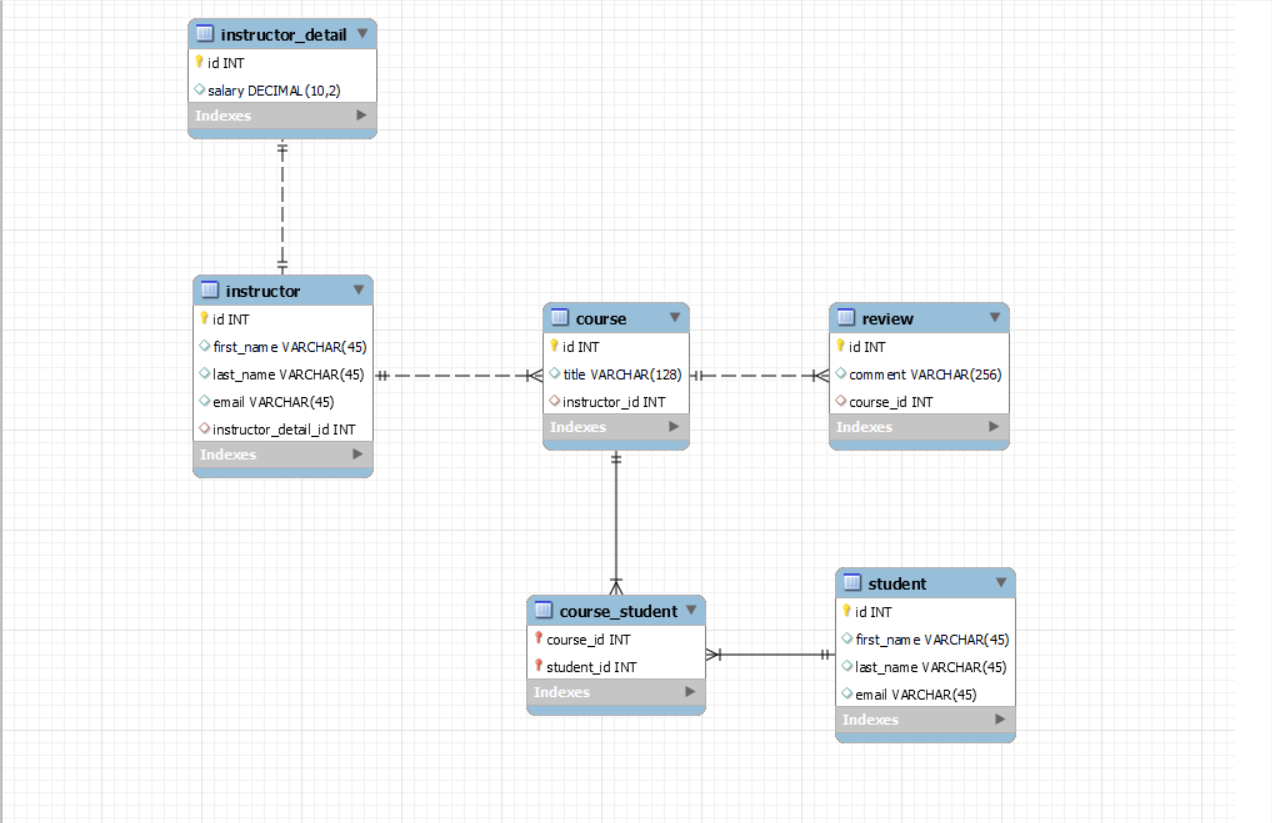 instructor_detail
id INT
salary DECIMAL(10,2)
Indexes
instructor
id INT
first_name VARCHAR(45)
last_name VARCHAR(45)
email VARCHAR(45)
instructor_detail_id INT
Indexes
course
id INT
title VARCHAR(128)
instructor_id INT
Indexes
review
id INT
comment VARCHAR(256)
course_id INT
Indexes
course_student
course_id INT
student_id INT
Indexes
student
id INT
first_name VARCHAR(45)
last_name VARCHAR(45)
email VARCHAR(45)
Indexes